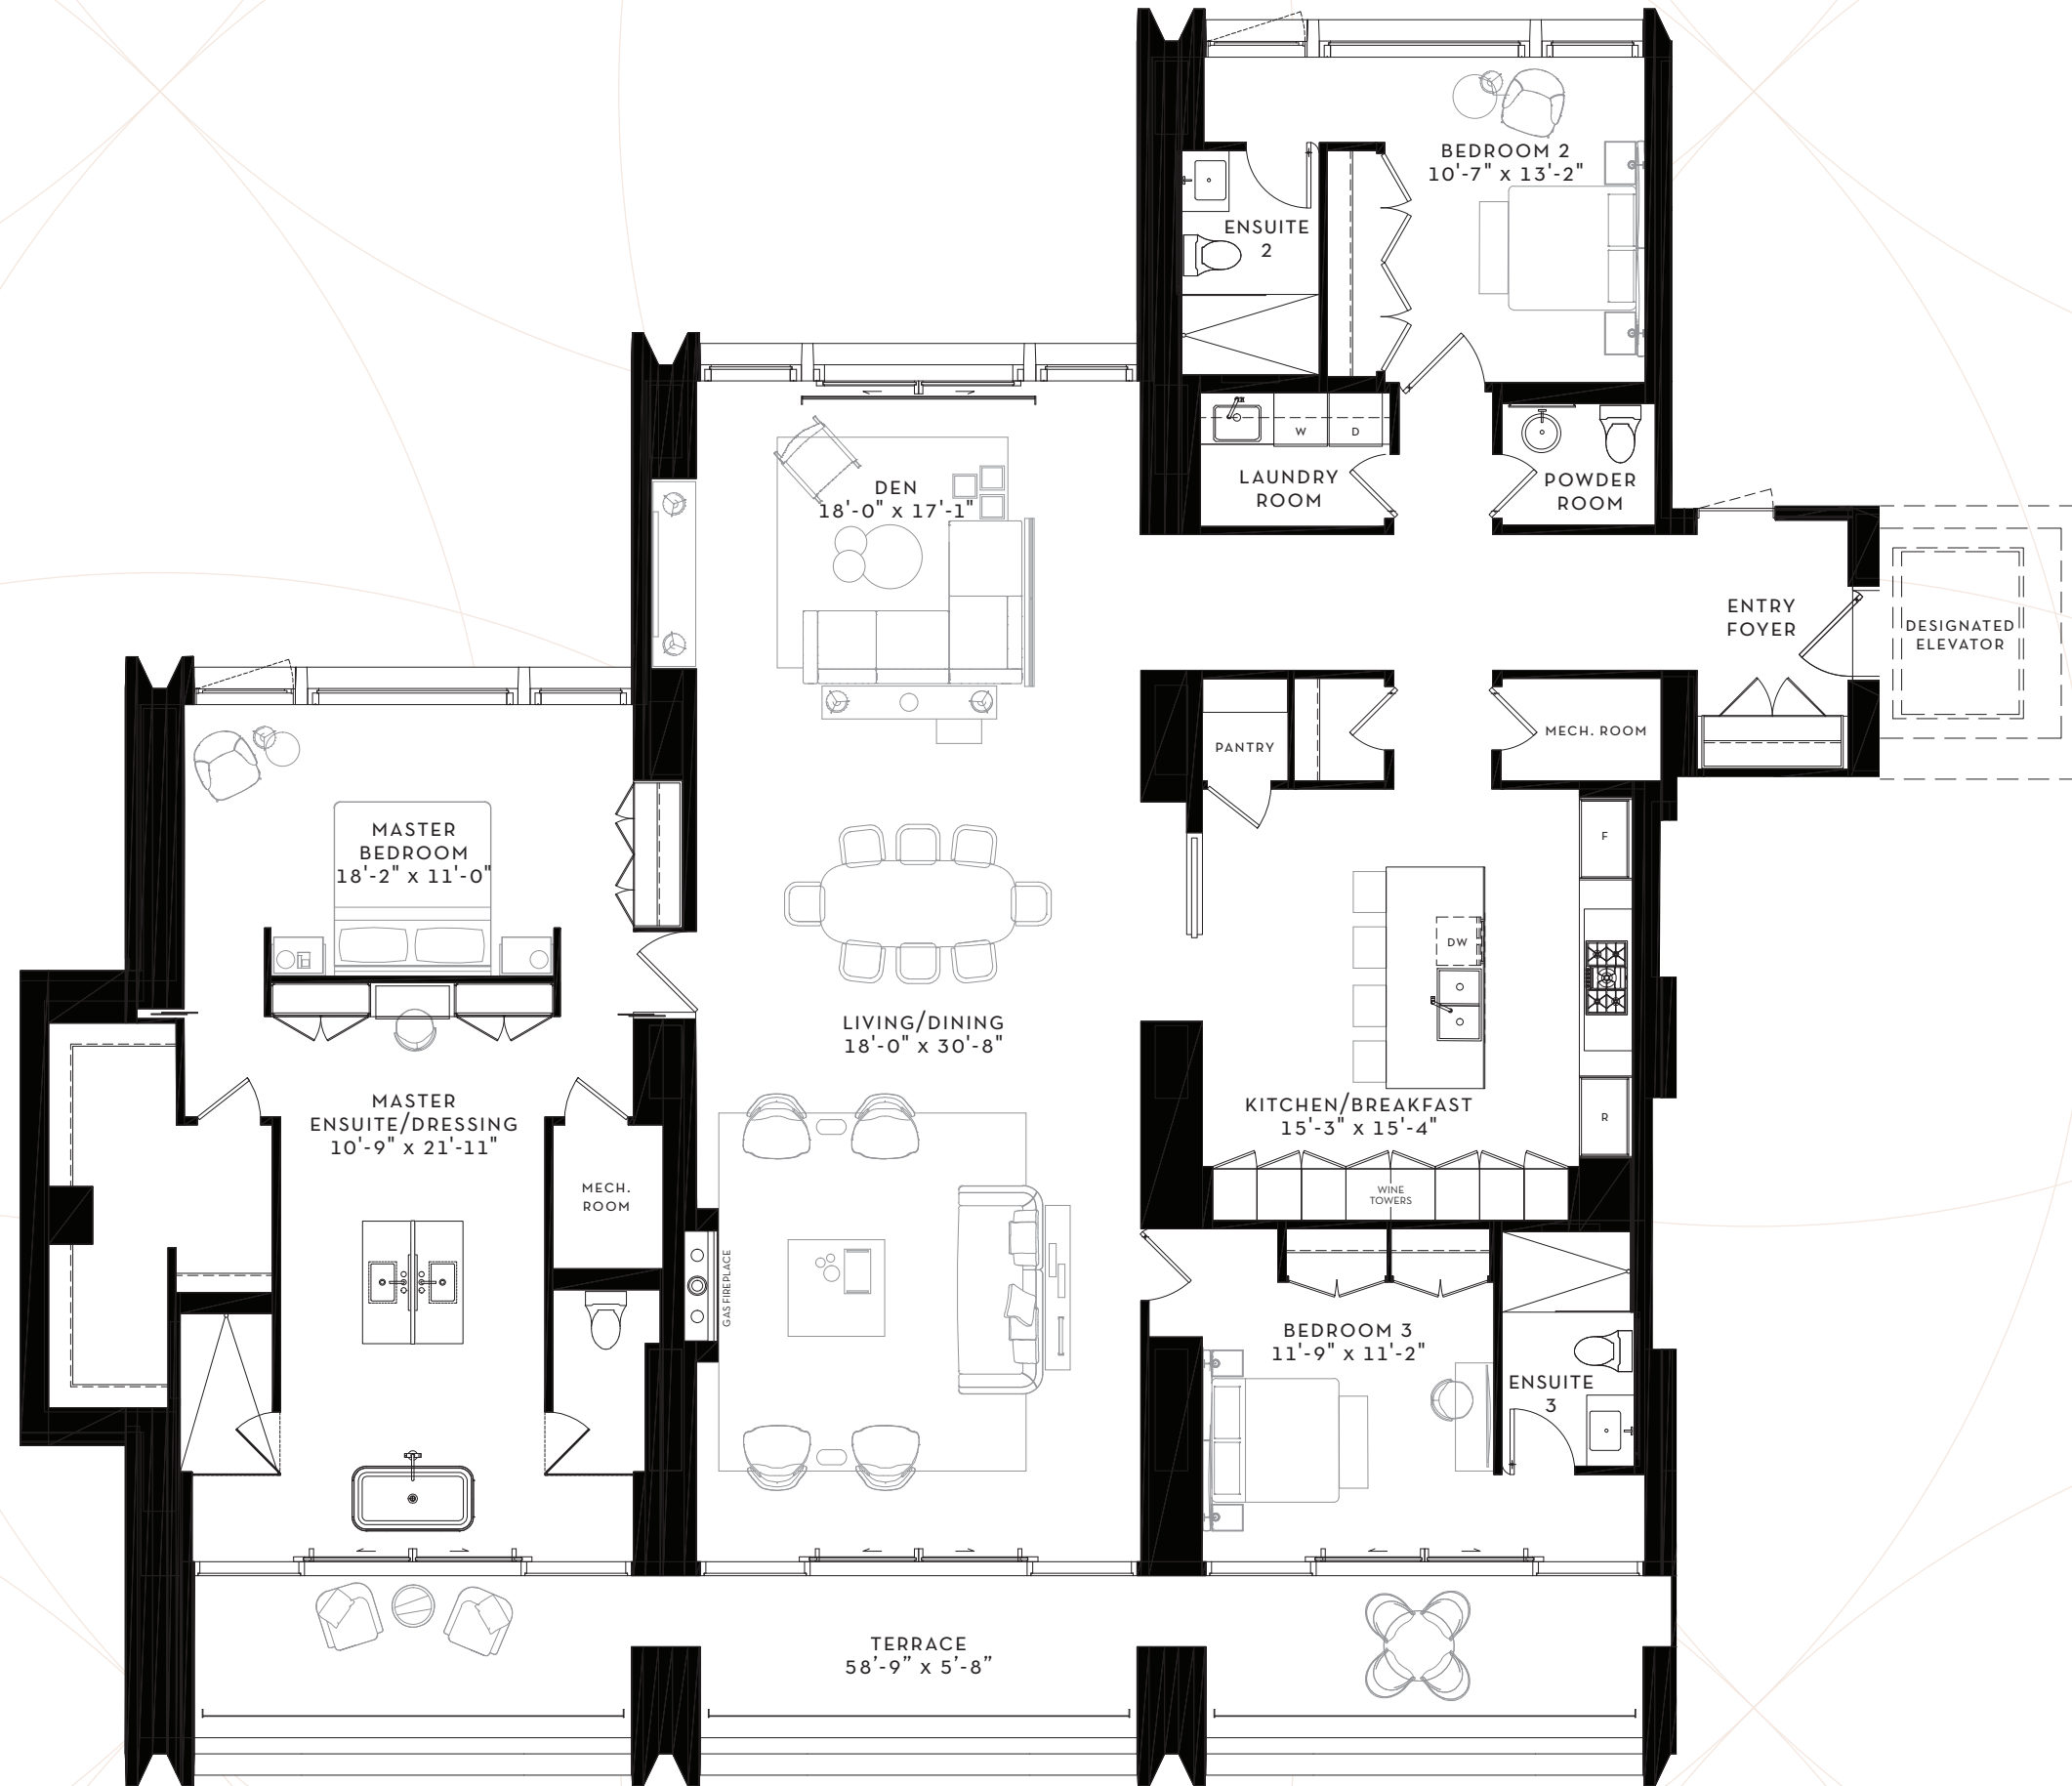 BEDROOM 2
10'-7" x 13'-2"
ENSUITE
2
W
D
LAUNDRY
ROOM
POWDER
ROOM
DEN
18'-0" x 17'-1"
ENTRY
FOYER
DESIGNATED
ELEVATOR
PANTRY
MECH. ROOM
MASTER
BEDROOM
18'-2" x 11'-0"
F
DW
LIVING/DINING
18'-0" x 30'-8"
MASTER
ENSUITE/DRESSING
10'-9" x 21'-11"
KITCHEN/BREAKFAST
15'-3" x 15'-4"
R
MECH.
ROOM
WINE
TOWERS
GAS FIREPLACE
BEDROOM 3
11'-9" x 11'-2"
ENSUITE
3
TERRACE
58'-9” x 5'-8”